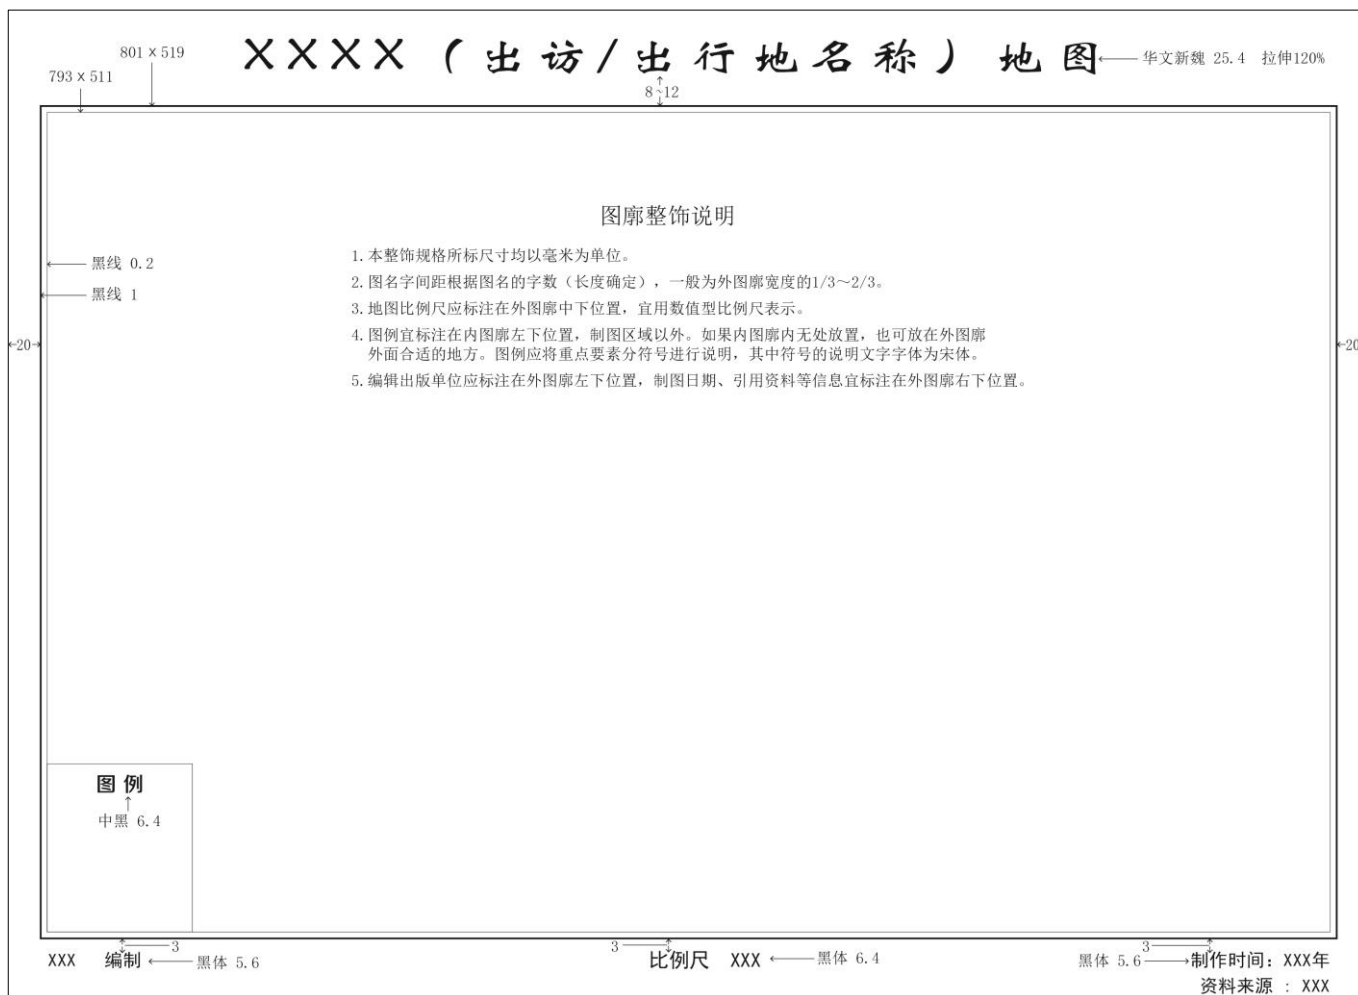 XXXX（出访/出行地名称）地图
华文新魏 25.4 拉伸120%
801×519
793×511
8~12
图廓整饰说明
1. 本整饰规格所标尺寸均以毫米为单位。
2. 图名字间距根据图名的字数（长度确定），一般为外图廓宽度的1/3～2/3。
3. 地图比例尺应标注在外图廓中下位置，宜用数值型比例尺表示。
4. 图例宜标注在内图廓左下位置，制图区域以外。如果内图廓内无处放置，也可放在外图廓
外面合适的地方。图例应将重点要素分符号进行说明，其中符号的说明文字字体为宋体。
5. 编辑出版单位应标注在外图廓左下位置，制图日期、引用资料等信息宜标注在外图廓右下位置。
黑线 0.2
黑线 1
20
20
图 例
中黑 6.4
3
3
3
XXX 编制
黑体 5.6
比例尺 XXX
黑体 6.4
黑体 5.6
制作时间：XXX年
资料来源 ：XXX